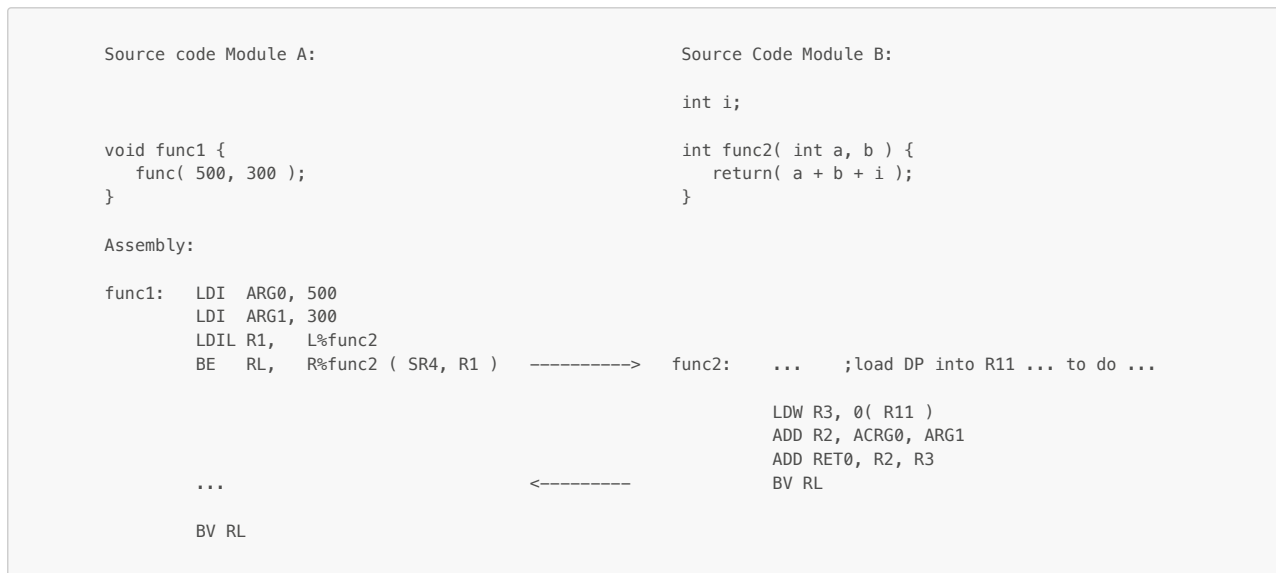 Source code Module A:                                Source Code Module B:
                                                     int i;
void func1 {                                         int func2( int a, b ) {
   func( 500, 300 );                                    return( a + b + i );
}                                                    }
Assembly:
func1:   LDI  ARG0, 500
         LDI  ARG1, 300
         LDIL R1,   L%func2
         BE   RL,   R%func2 ( SR4, R1 )   ---------->   func2:    ...    ;load DP into R11 ... to do ...
                                                              LDW R3, 0( R11 )
                                                              ADD R2, ACRG0, ARG1
                                                              ADD RET0, R2, R3
         ...                              <---------          BV RL
         BV RL